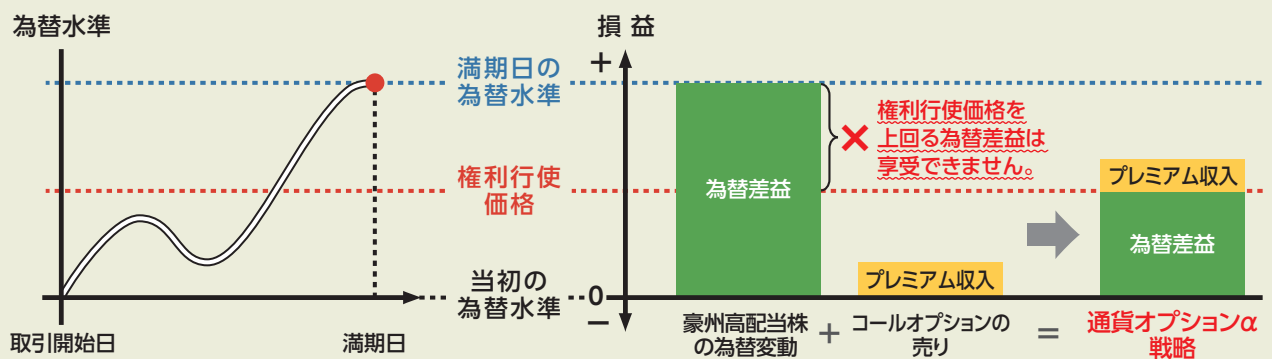 為替水準
満期日の
為替水準
権利行使
価格
当初の
為替水準
取引開始日
満期日
損 益
+
0
−
為替差益
× 権利行使価格を
上回る為替差益は
享受できません。
プレミアム収入
プレミアム収入
為替差益
豪州高配当株
の為替変動
+
コールオプションの
売り
=
通貨オプションα
戦略